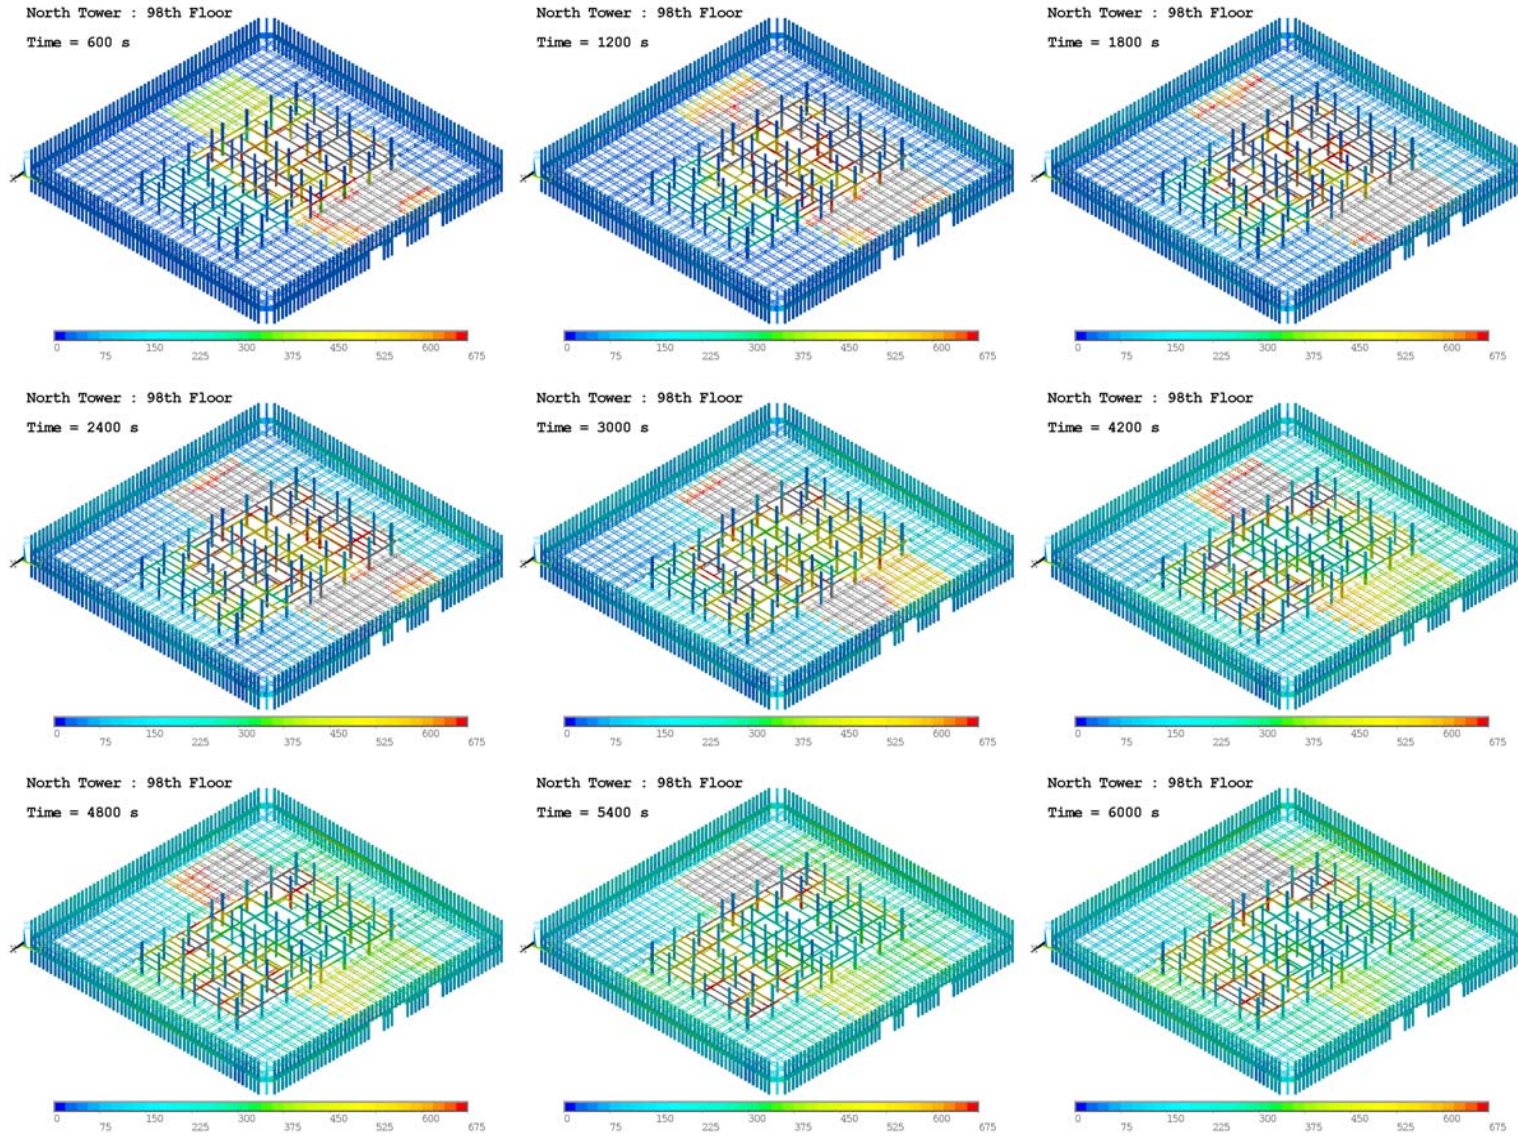 North Tower : 98th Floor
Time = 600 s
0 75 150 225 300 375 450 525 600 675
North Tower : 98th Floor
Time = 1200 s
0 75 150 225 300 375 450 525 600 675
North Tower : 98th Floor
Time = 1800 s
0 75 150 225 300 375 450 525 600 675
North Tower : 98th Floor
Time = 2400 s
0 75 150 225 300 375 450 525 600 675
North Tower : 98th Floor
Time = 3000 s
0 75 150 225 300 375 450 525 600 675
North Tower : 98th Floor
Time = 4200 s
0 75 150 225 300 375 450 525 600 675
North Tower : 98th Floor
Time = 4800 s
0 75 150 225 300 375 450 525 600 675
North Tower : 98th Floor
Time = 5400 s
0 75 150 225 300 375 450 525 600 675
North Tower : 98th Floor
Time = 6000 s
0 75 150 225 300 375 450 525 600 675